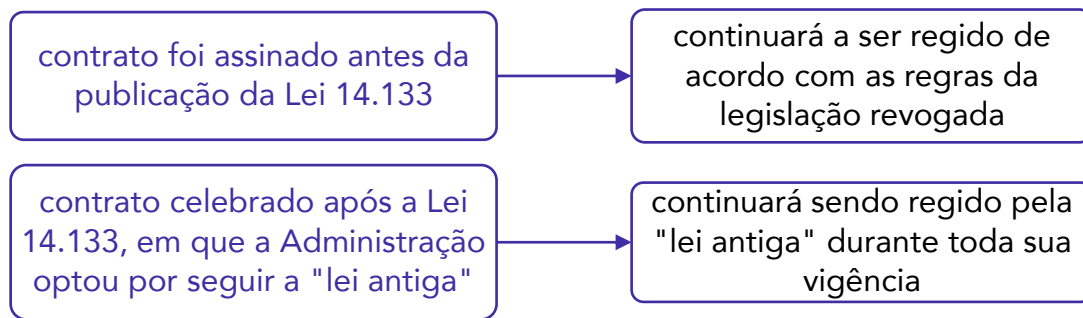 contrato foi assinado antes da
publicação da Lei 14.133
continuará a ser regido de
acordo com as regras da
legislação revogada
contrato celebrado após a Lei
14.133, em que a Administração
optou por seguir a "lei antiga"
continuará sendo regido pela
"lei antiga" durante toda sua
vigência